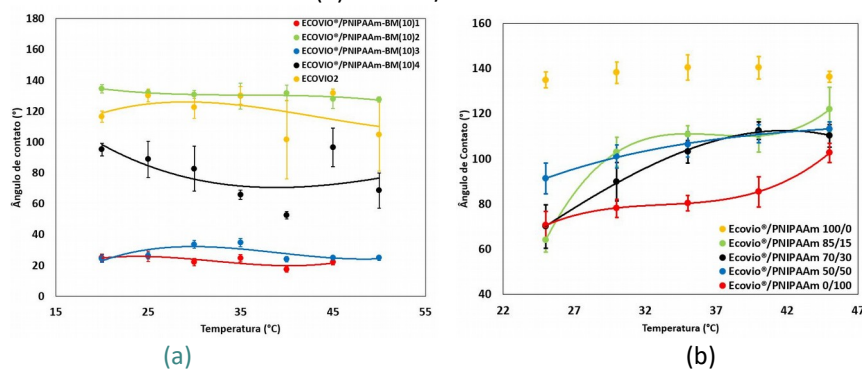 180
160
140
120
100
80
60
40
20
0
Ângulo de contato (°)
ECOVIO®/PNIPAAm-BM(10)1
ECOVIO®/PNIPAAm-BM(10)2
ECOVIO®/PNIPAAm-BM(10)3
ECOVIO®/PNIPAAm-BM(10)4
ECOVIO2
15
25
35
45
55
Temperatura (°C)
(a)
160
140
120
100
80
60
40
Ângulo de Contato (°)
Ecovio®/PNIPAAm 100/0
Ecovio®/PNIPAAm 85/15
Ecovio®/PNIPAAm 70/30
Ecovio®/PNIPAAm 50/50
Ecovio®/PNIPAAm 0/100
22
27
32
37
42
47
Temperatura (°C)
(b)